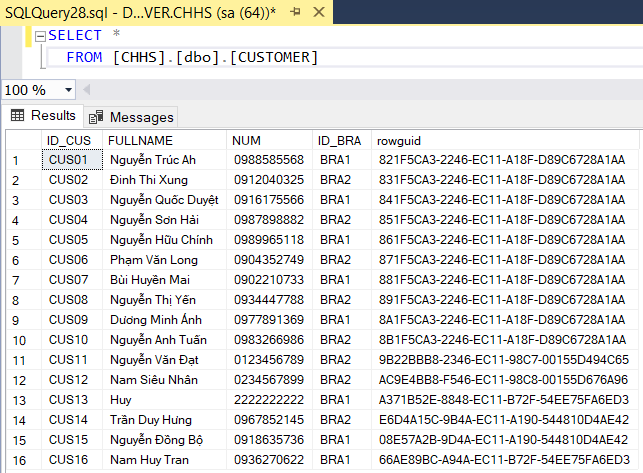 SQLQuery28.sql - D...VER.CHHS (sa (64))*
SELECT *
FROM [CHHS].[dbo].[CUSTOMER]
100 %
Results Messages
ID_CUS FULLNAME NUM ID_BRA rowguid
1 CUS01 Nguyễn Trúc Ah 0988585568 BRA1 821F5CA3-2246-EC11-A18F-D89C6728A1AA
2 CUS02 Đinh Thi Xung 0912040325 BRA2 831F5CA3-2246-EC11-A18F-D89C6728A1AA
3 CUS03 Nguyễn Quốc Duyệt 0916175566 BRA1 841F5CA3-2246-EC11-A18F-D89C6728A1AA
4 CUS04 Nguyễn Sơn Hải 0987898882 BRA2 851F5CA3-2246-EC11-A18F-D89C6728A1AA
5 CUS05 Nguyễn Hữu Chính 0989965118 BRA1 861F5CA3-2246-EC11-A18F-D89C6728A1AA
6 CUS06 Phạm Văn Long 0904352749 BRA2 871F5CA3-2246-EC11-A18F-D89C6728A1AA
7 CUS07 Bùi Huyền Mai 0902210733 BRA1 881F5CA3-2246-EC11-A18F-D89C6728A1AA
8 CUS08 Nguyễn Thị Yến 0934447788 BRA2 891F5CA3-2246-EC11-A18F-D89C6728A1AA
9 CUS09 Dương Minh Ánh 0977891369 BRA1 8A1F5CA3-2246-EC11-A18F-D89C6728A1AA
10 CUS10 Nguyễn Anh Tuấn 0983266986 BRA2 8B1F5CA3-2246-EC11-A18F-D89C6728A1AA
11 CUS11 Nguyễn Văn Đạt 0123456789 BRA2 9B22BBB8-2346-EC11-98C7-00155D494C65
12 CUS12 Nam Siêu Nhân 0234567899 BRA2 AC9E4BB8-F546-EC11-98C8-00155D676A96
13 CUS13 Huy 2222222222 BRA1 A371B52E-8848-EC11-B72F-54EE75FA6ED3
14 CUS14 Trần Duy Hưng 0967852145 BRA2 E6D4A15C-9B4A-EC11-A190-544810D4AE42
15 CUS15 Nguyễn Đồng Bộ 0918635736 BRA1 08E57A2B-9D4A-EC11-A190-544810D4AE42
16 CUS16 Nam Huy Tran 0936270622 BRA1 66AE89BC-A94A-EC11-B72F-54EE75FA6ED3